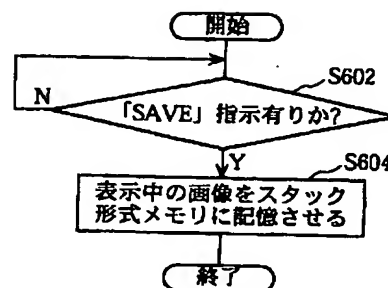 開始
S602
N
「SAVE」指示有りか?
Y
S604
表示中の画像をスタック
形式メモリに記憶させる
終了